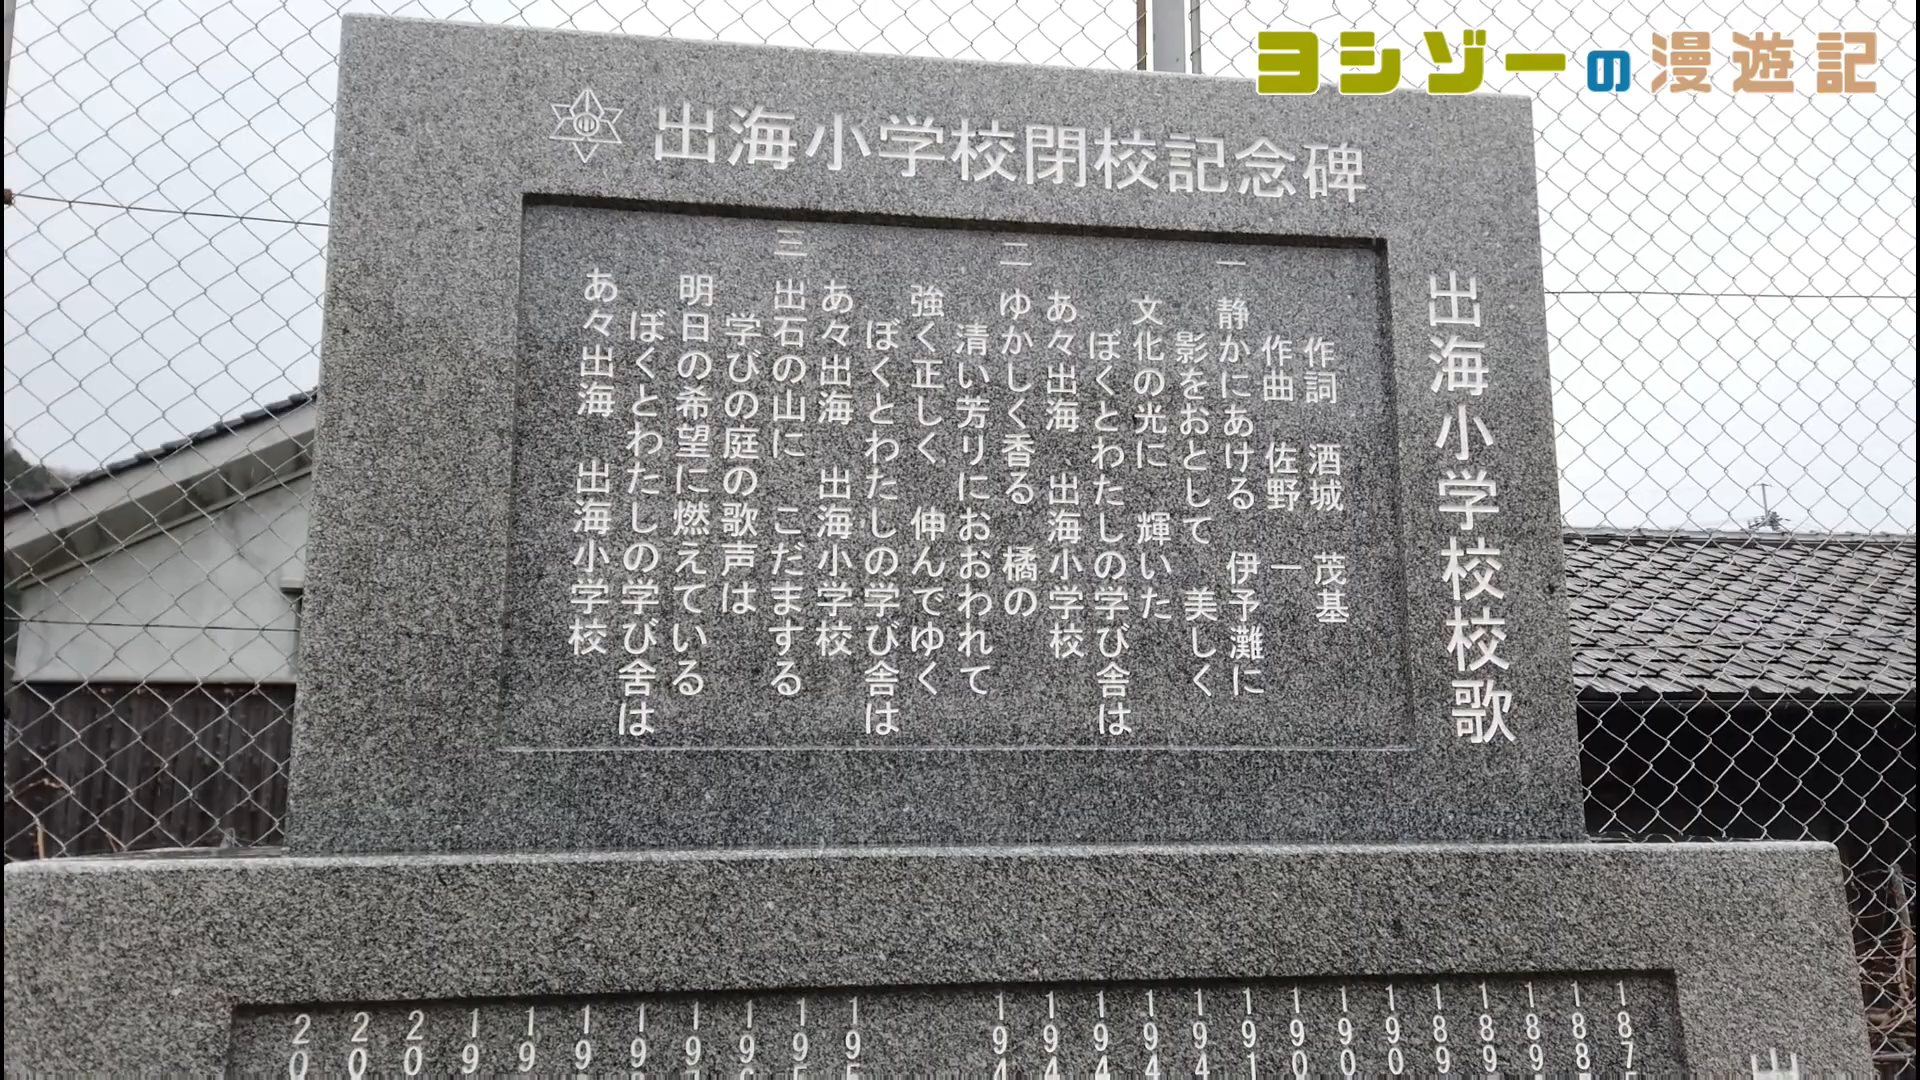 ヨシゾーの漫遊記
出海小学校閉校記念碑
出海小学校校歌
作詞 酒城 茂基
作曲 佐野 一
一 静かにあける 伊予灘に
影をおとして 美しく
文化の光に 輝いた
ぼくとわたしの学び舎は
あ々出海 出海小学校
二 ゆかしく香る 橘の
清い芳りにおおわれて
強く正しく 伸んでゆく
ぼくとわたしの学び舎は
あ々出海 出海小学校
三 出石の山に こだまする
学びの庭の歌声は
明日の希望に燃えている
ぼくとわたしの学び舎は
あ々出海 出海小学校